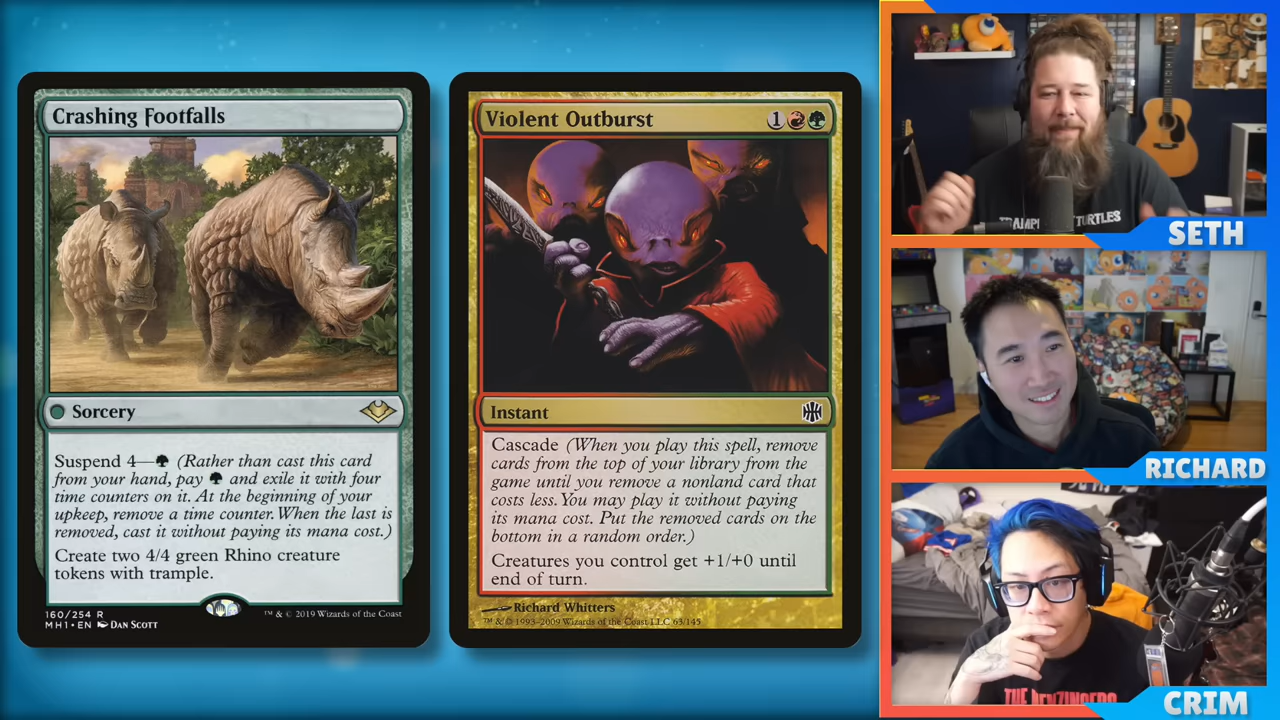 Crashing Footfalls
Sorcery
Suspend 4— (Rather than cast this card
from your hand, pay and exile it with four
time counters on it. At the beginning of your
upkeep, remove a time counter. When the last is
removed, cast it without paying its mana cost.)
Create two 4/4 green Rhino creature
tokens with trample.
160/254 R
MH1 • EN DAN SCOTT
™ & © 2019 Wizards of the Coast
Violent Outburst
1
Instant
Cascade (When you play this spell, remove
cards from the top of your library from the
game until you remove a nonland card that
costs less. You may play it without paying
its mana cost. Put the removed cards on the
bottom in a random order.)
Creatures you control get +1/+0 until
end of turn.
Richard Whitters
™ & © 1993–2009 Wizards of the Coast LLC 63/145
TURTLES
SETH
RICHARD
THE
CRIM